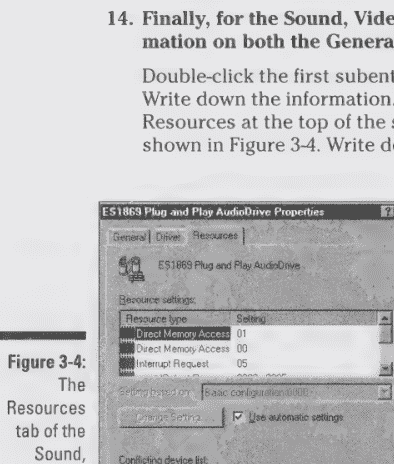 14. Finally, for the Sound, Vide
mation on both the Genera
Double-click the first subent
Write down the information.
Resources at the top of the s
shown in Figure 3-4. Write d
ES1869 Plug and Play AudioDrive Properties
General Driver Resources
ES1869 Plug and Play AudioDrive
Resource settings:
Resource type Setting
Direct Memory Access 01
Direct Memory Access 00
Interrupt Request 05
Setting based on: Basic configuration 0000
Change Setting... Use automatic settings
Conflicting device list:
Figure 3-4:
The
Resources
tab of the
Sound,